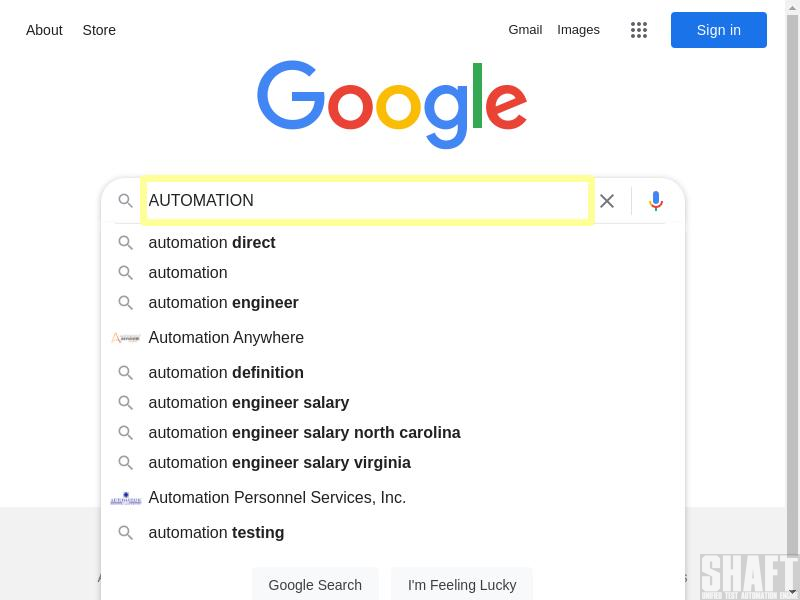 About Store Gmail Images Sign in
Google
AUTOMATION
automation direct
automation
automation engineer
Automation Anywhere
automation definition
automation engineer salary
automation engineer salary north carolina
automation engineer salary virginia
Automation Personnel Services, Inc.
automation testing
Google Search I'm Feeling Lucky
SHAFT